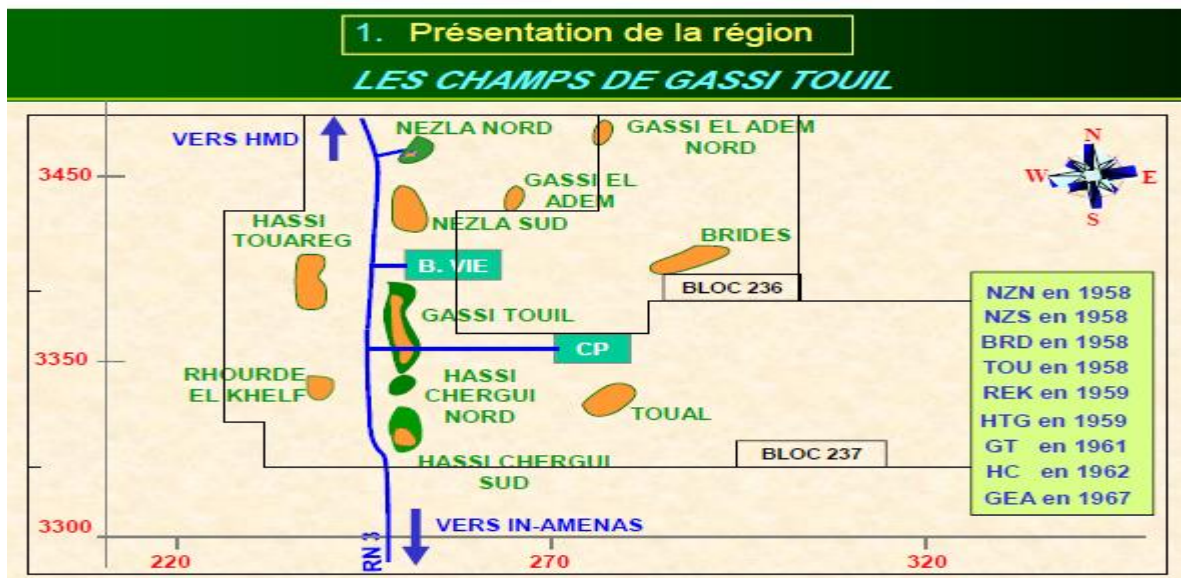 1. Présentation de la région
LES CHAMPS DE GASSI TOUIL
VERS HMD
NEZLA NORD
GASSI EL ADEM
NORD
N
W
E
S
3450
GASSI EL
ADEM
HASSI
TOUAREG
NEZLA SUD
BRIDES
B. VIE
BLOC 236
GASSI TOUIL
CP
3350
RHOURDE
EL KHELF
HASSI
CHERGUI
NORD
TOUAL
BLOC 237
HASSI CHERGUI
SUD
NZN en 1958
NZS en 1958
BRD en 1958
TOU en 1958
REK en 1959
HTG en 1959
GT en 1961
HC en 1962
GEA en 1967
3300
RN 3
VERS IN-AMENAS
220
270
320